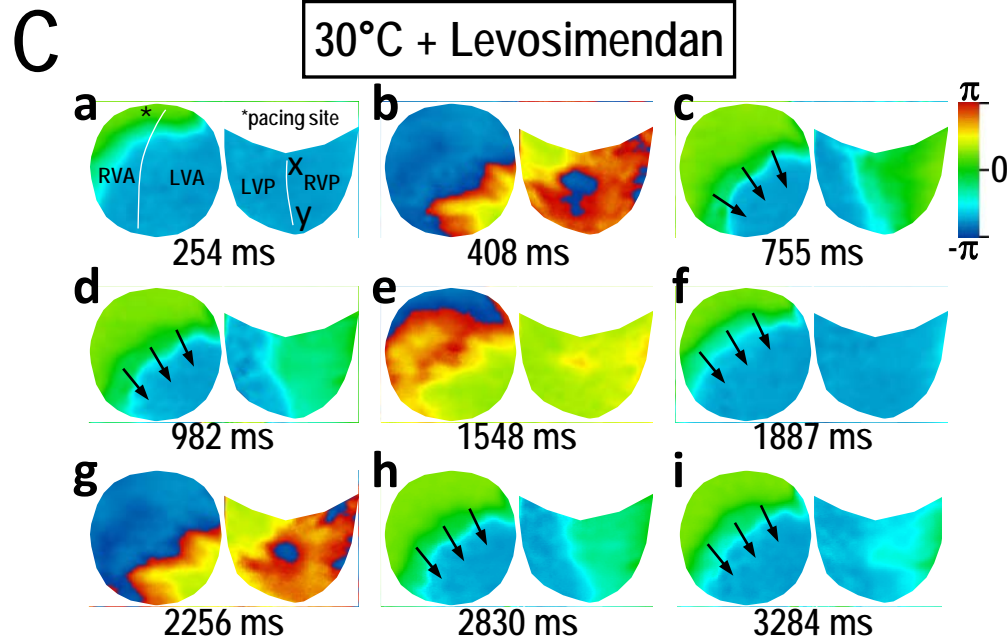 C
30°C + Levosimendan
a
*
RVA
LVA
*pacing site
LVP
X
RVP
y
254 ms
b
408 ms
c
755 ms
π
0
-π
d
982 ms
e
1548 ms
f
1887 ms
g
2256 ms
h
2830 ms
i
3284 ms